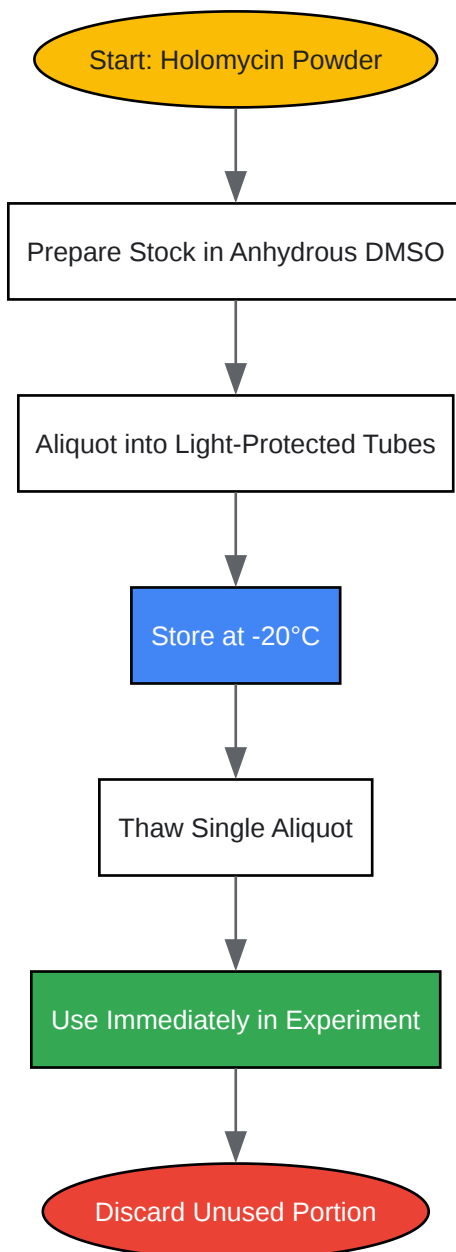 Start: Holomycin Powder
Prepare Stock in Anhydrous DMSO
Aliquot into Light-Protected Tubes
Store at -20°C
Thaw Single Aliquot
Use Immediately in Experiment
Discard Unused Portion